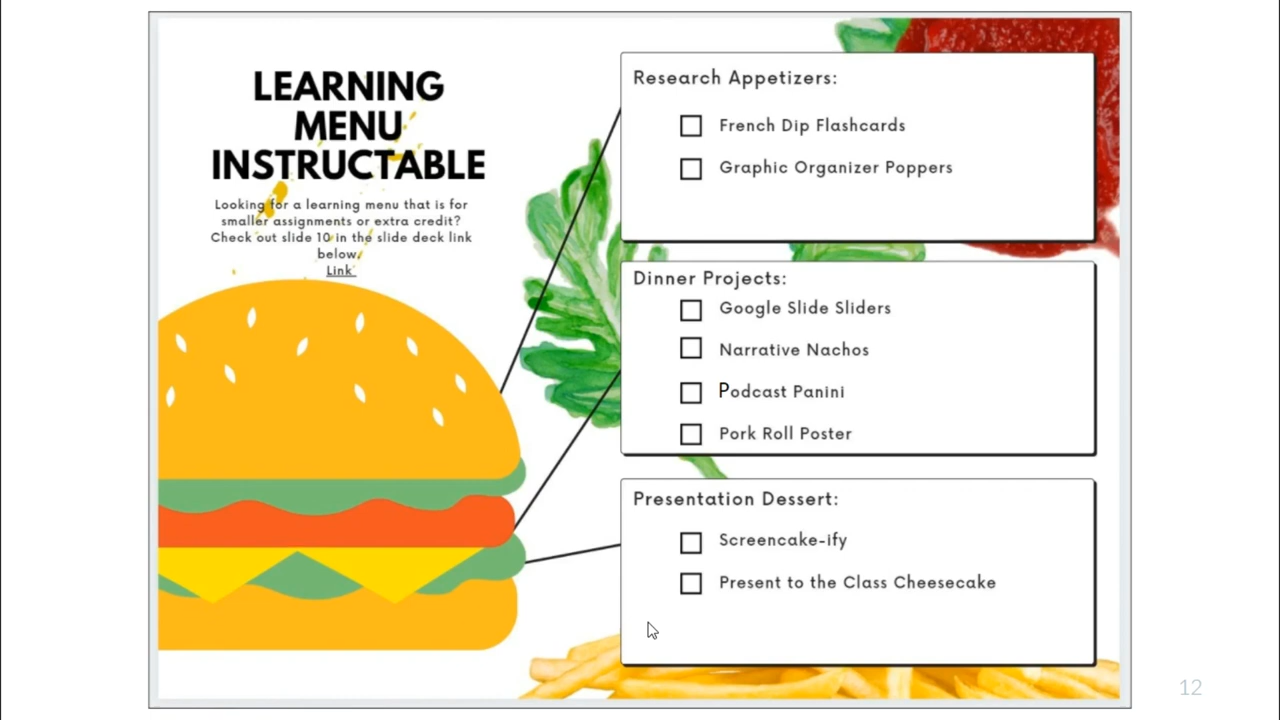 LEARNING
MENU
INSTRUCTABLE
Looking for a learning menu that is for
smaller assignments or extra credit?
Check out slide 10 in the slide deck link
below.
Link
Research Appetizers:
French Dip Flashcards
Graphic Organizer Poppers
Dinner Projects:
Google Slide Sliders
Narrative Nachos
Podcast Panini
Pork Roll Poster
Presentation Dessert:
Screencake-ify
Present to the Class Cheesecake
12